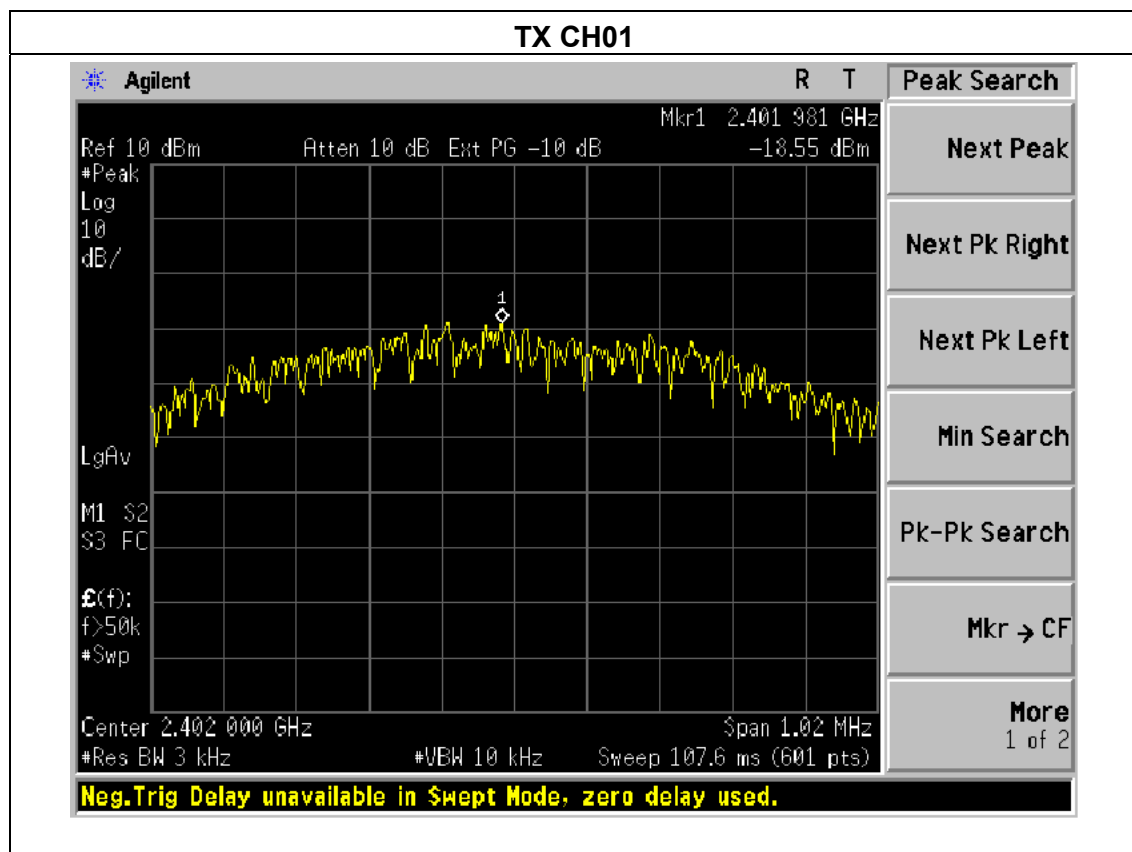 TX CH01
Agilent R T Peak Search
Mkr1 2.401 981 GHz
Ref 10 dBm Atten 10 dB Ext PG -10 dB -18.55 dBm
#Peak
Log
10
dB/
1
LgAv
M1 S2
S3 FC
£(f):
f>50k
#Swp
Center 2.402 000 GHz Span 1.02 MHz
#Res BW 3 kHz #VBW 10 kHz Sweep 107.6 ms (601 pts)
Neg.Trig Delay unavailable in Swept Mode, zero delay used.
Next Peak
Next Pk Right
Next Pk Left
Min Search
Pk-Pk Search
Mkr → CF
More
1 of 2